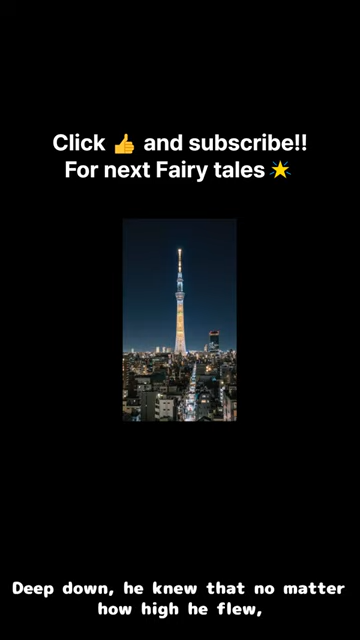 Click 👍 and subscribe!!
For next Fairy tales 🌟
Deep down, he knew that no matter
how high he flew,